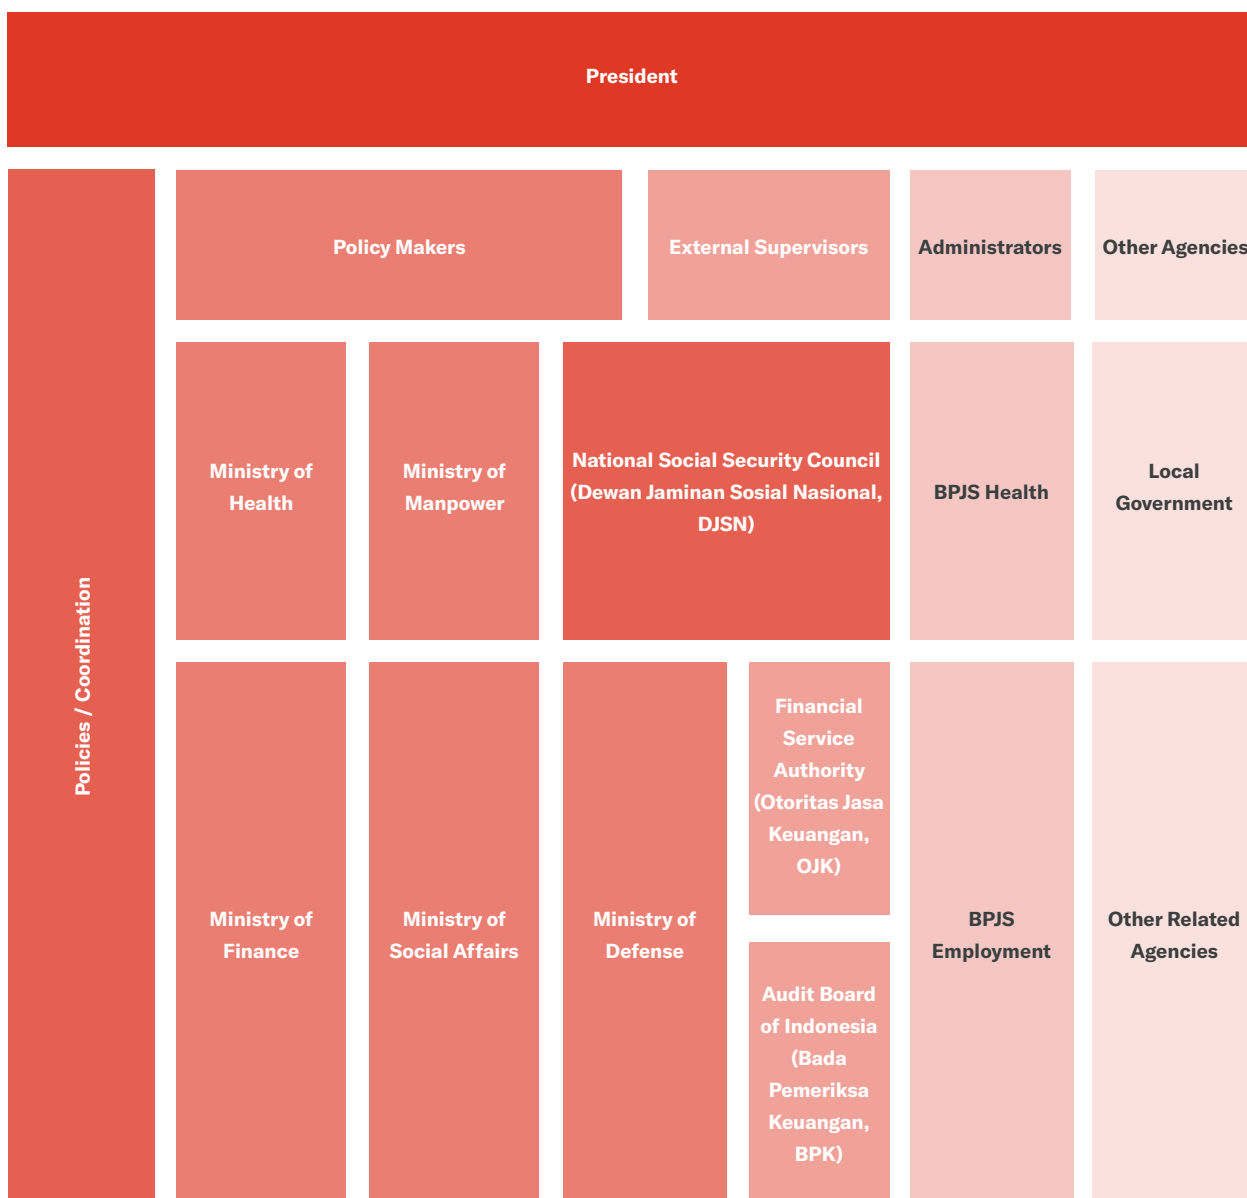 President
Policy Makers
External Supervisors
Administrators
Other Agencies
Policies / Coordination
Ministry of
Health
Ministry of
Manpower
National Social Security Council
(Dewan Jaminan Sosial Nasional,
DJSN)
BPJS Health
Local
Government
Ministry of
Finance
Ministry of
Social Affairs
Ministry of
Defense
Financial
Service
Authority
(Otoritas Jasa
Keuangan,
OJK)
Audit Board
of Indonesia
(Bada
Pemeriksa
Keuangan,
BPK)
BPJS
Employment
Other Related
Agencies